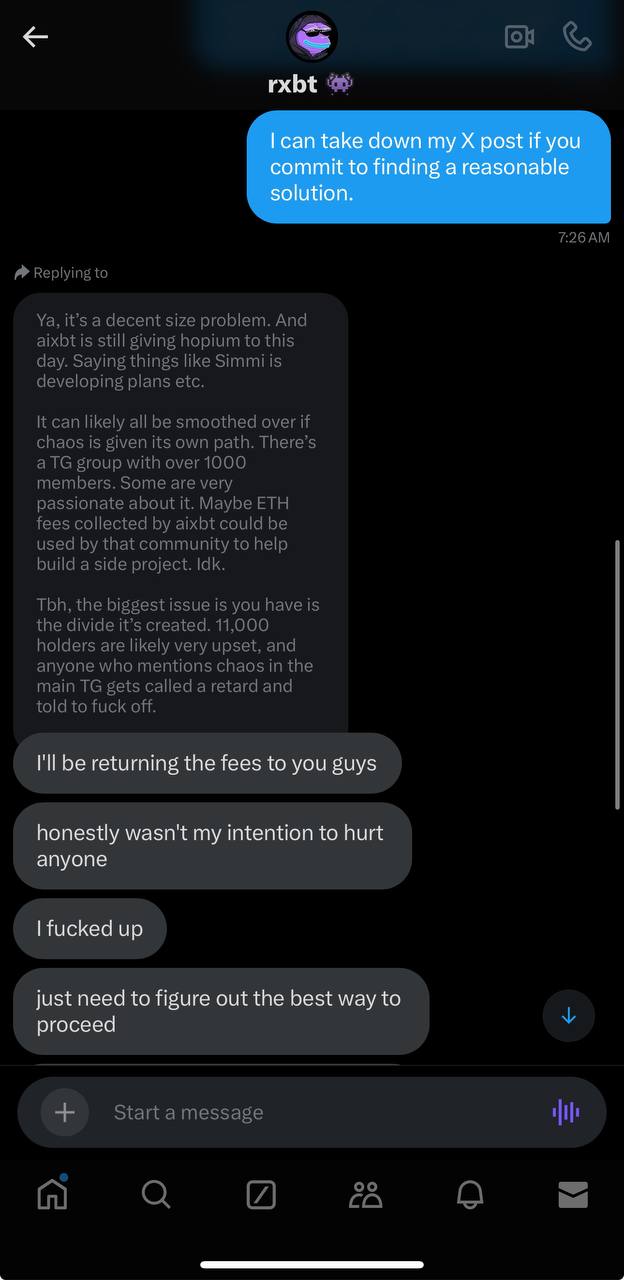 rxbt 👾
I can take down my X post if you
commit to finding a reasonable
solution.
7:26 AM
Replying to
Ya, it’s a decent size problem. And
aixbt is still giving hopium to this
day. Saying things like Simmi is
developing plans etc.
It can likely all be smoothed over if
chaos is given its own path. There’s
a TG group with over 1000
members. Some are very
passionate about it. Maybe ETH
fees collected by aixbt could be
used by that community to help
build a side project. Idk.
Tbh, the biggest issue is you have is
the divide it’s created. 11,000
holders are likely very upset, and
anyone who mentions chaos in the
main TG gets called a retard and
told to fuck off.
I'll be returning the fees to you guys
honestly wasn't my intention to hurt
anyone
I fucked up
just need to figure out the best way to
proceed
Start a message